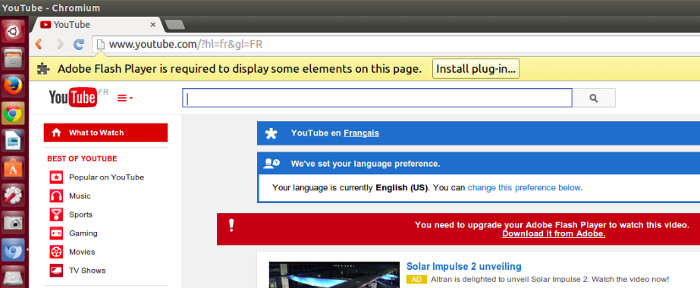 YouTube - Chromium
YouTube
www.youtube.com/?hl=fr&gl=FR
Adobe Flash Player is required to display some elements on this page. Install plug-in...
YouTube FR
What to Watch
BEST OF YOUTUBE
Popular on YouTube
Music
Sports
Gaming
Movies
TV Shows
YouTube en Français
We've set your language preference.
Your language is currently English (US). You can change this preference below.
You need to upgrade your Adobe Flash Player to watch this video.
Download it from Adobe.
Solar Impulse 2 unveiling
AD Altran is delighted to unveil Solar Impulse 2. Watch the video now!